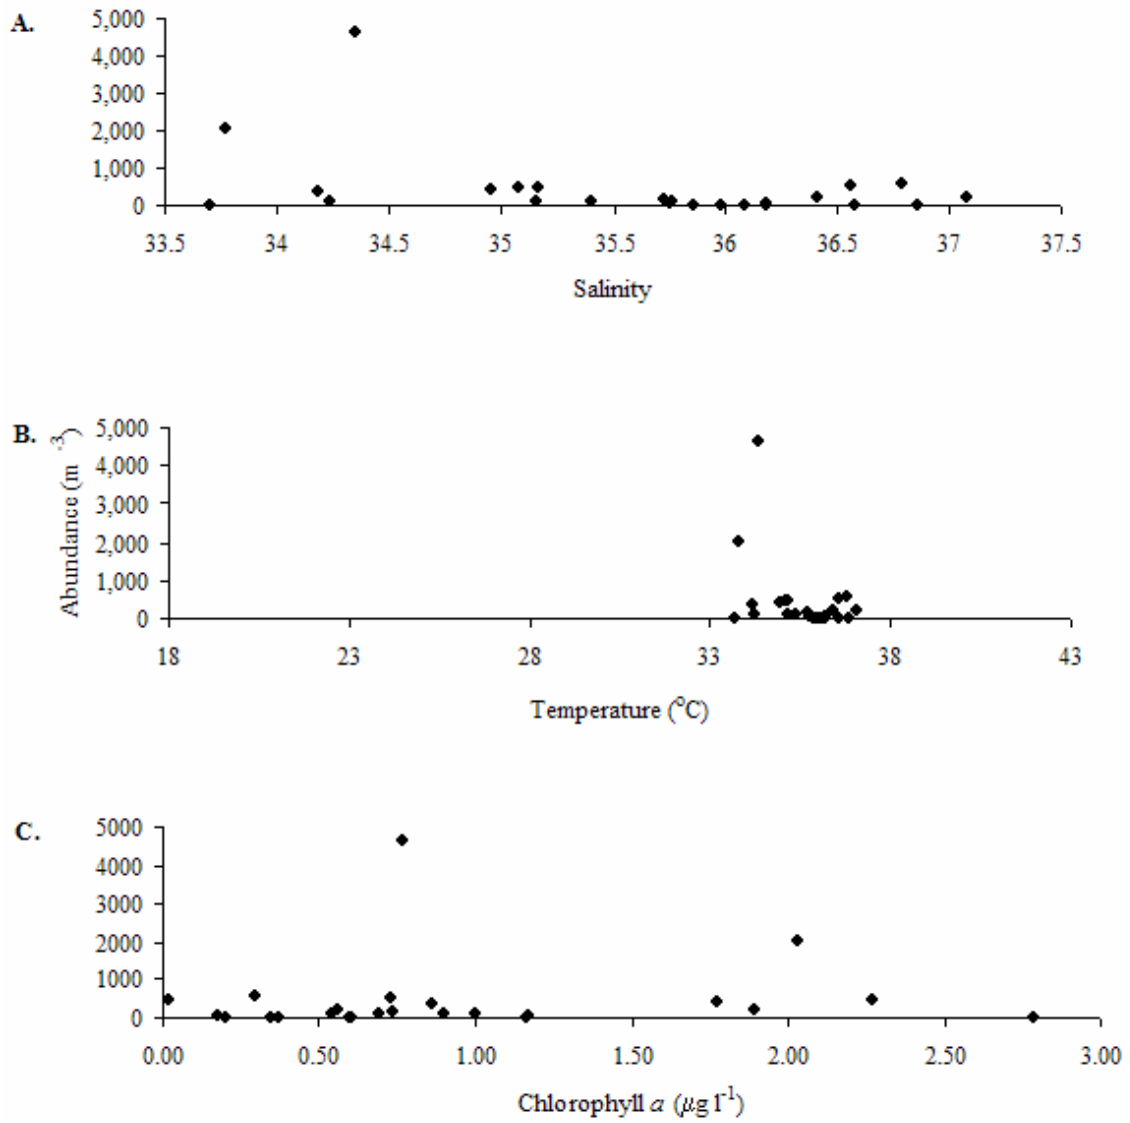 A.
5,000
4,000
3,000
2,000
1,000
0
33.5 34 34.5 35 35.5 36 36.5 37 37.5
Salinity
B.
Abundance (m -3)
5,000
4,000
3,000
2,000
1,000
0
18 23 28 33 38 43
Temperature (°C)
C.
5000
4000
3000
2000
1000
0
0.00 0.50 1.00 1.50 2.00 2.50 3.00
Chlorophyll a (µg l-1)